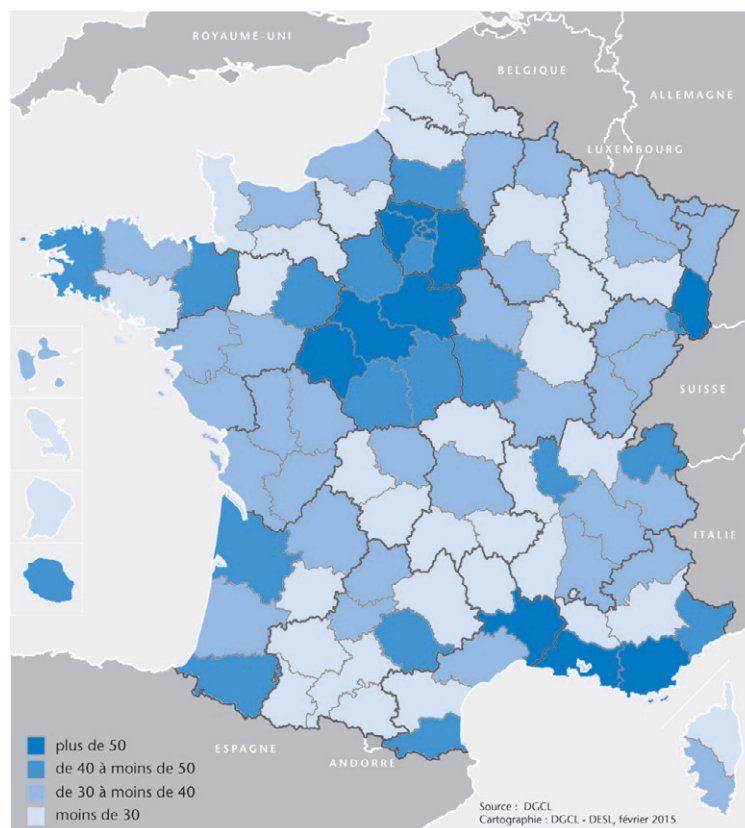 ROYAUME-UNI
BELGIQUE
ALLEMAGNE
LUXEMBOURG
SUISSE
ITALIE
ESPAGNE
ANDORRE
plus de 50
de 40 à moins de 50
de 30 à moins de 40
moins de 30
Source : DGCL
Cartographie : DGCL - DESL, février 2015